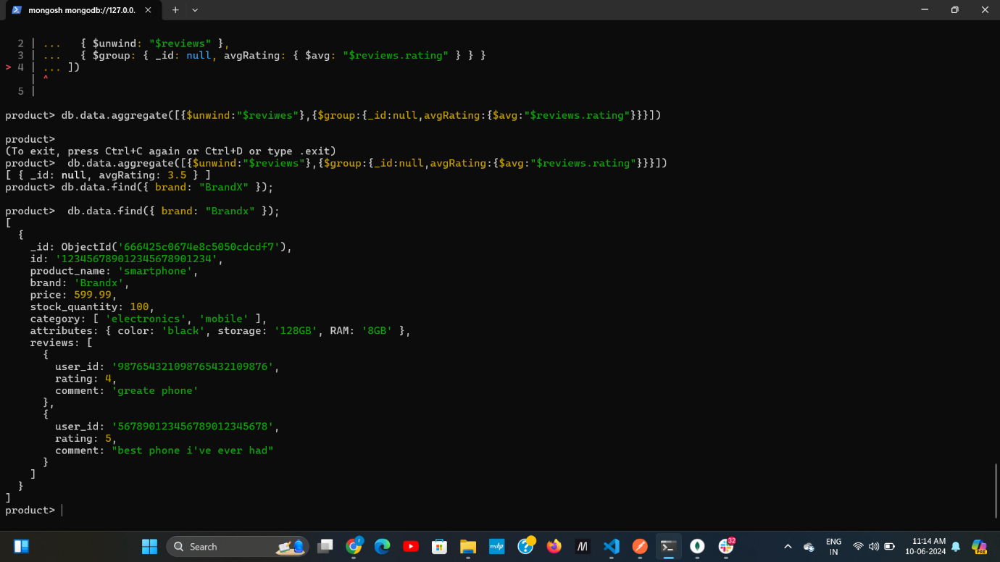 mongosh mongodb://127.0.0.
2 | ...   { $unwind: "$reviews" },
3 | ...   { $group: { _id: null, avgRating: { $avg: "$reviews.rating" } } }
> 4 | ... ])
| ^
5 |
product> db.data.aggregate([{$unwind:"$reviwes"},{$group:{_id:null,avgRating:{$avg:"$reviews.rating"}}}])
product>
(To exit, press Ctrl+C again or Ctrl+D or type .exit)
product>  db.data.aggregate([{$unwind:"$reviews"},{$group:{_id:null,avgRating:{$avg:"$reviews.rating"}}}])
[ { _id: null, avgRating: 3.5 } ]
product> db.data.find({ brand: "BrandX" });
product>  db.data.find({ brand: "Brandx" });
[
  {
    _id: ObjectId('666425c0674e8c5050cdcdf7'),
    id: '123456789012345678901234',
    product_name: 'smartphone',
    brand: 'Brandx',
    price: 599.99,
    stock_quantity: 100,
    category: [ 'electronics', 'mobile' ],
    attributes: { color: 'black', storage: '128GB', RAM: '8GB' },
    reviews: [
      {
        user_id: '987654321098765432109876',
        rating: 4,
        comment: 'greate phone'
      },
      {
        user_id: '567890123456789012345678',
        rating: 5,
        comment: "best phone i've ever had"
      }
    ]
  }
]
product>
Search
myhp
32
ENG
IN
11:14 AM
10-06-2024
PRE